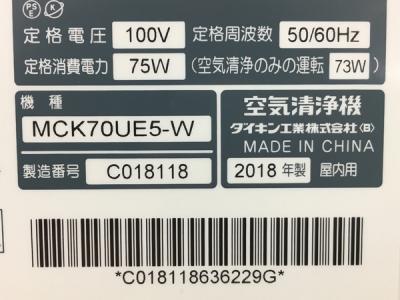 PS E
K
定格電圧 100V 定格周波数 50/60Hz
定格消費電力 75W (空気清浄のみの運転 73W)
機種
MCK70UE5-W
製造番号 C018118
空気清浄機
ダイキン工業株式会社〈B〉
MADE IN CHINA
2018 年製 屋内用
*C018118636229G*